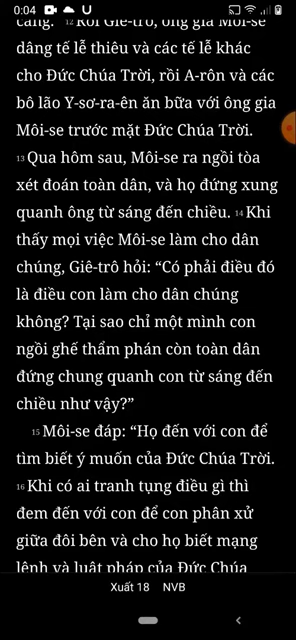 0:04
càng. 12 Rồi Giê-trô, ông gia Môi-se
dâng tế lễ thiêu và các tế lễ khác
cho Đức Chúa Trời, rồi A-rôn và các
bô lão Y-sơ-ra-ên ăn bữa với ông gia
Môi-se trước mặt Đức Chúa Trời.
13 Qua hôm sau, Môi-se ra ngồi tòa
xét đoán toàn dân, và họ đứng xung
quanh ông từ sáng đến chiều. 14 Khi
thấy mọi việc Môi-se làm cho dân
chúng, Giê-trô hỏi: “Có phải điều đó
là điều con làm cho dân chúng
không? Tại sao chỉ một mình con
ngồi ghế thẩm phán còn toàn dân
đứng chung quanh con từ sáng đến
chiều như vậy?”
15 Môi-se đáp: “Họ đến với con để
tìm biết ý muốn của Đức Chúa Trời.
16 Khi có ai tranh tụng điều gì thì
đem đến với con để con phân xử
giữa đôi bên và cho họ biết mạng
lệnh và luật pháp của Đức Chúa
Xuất 18 NVB